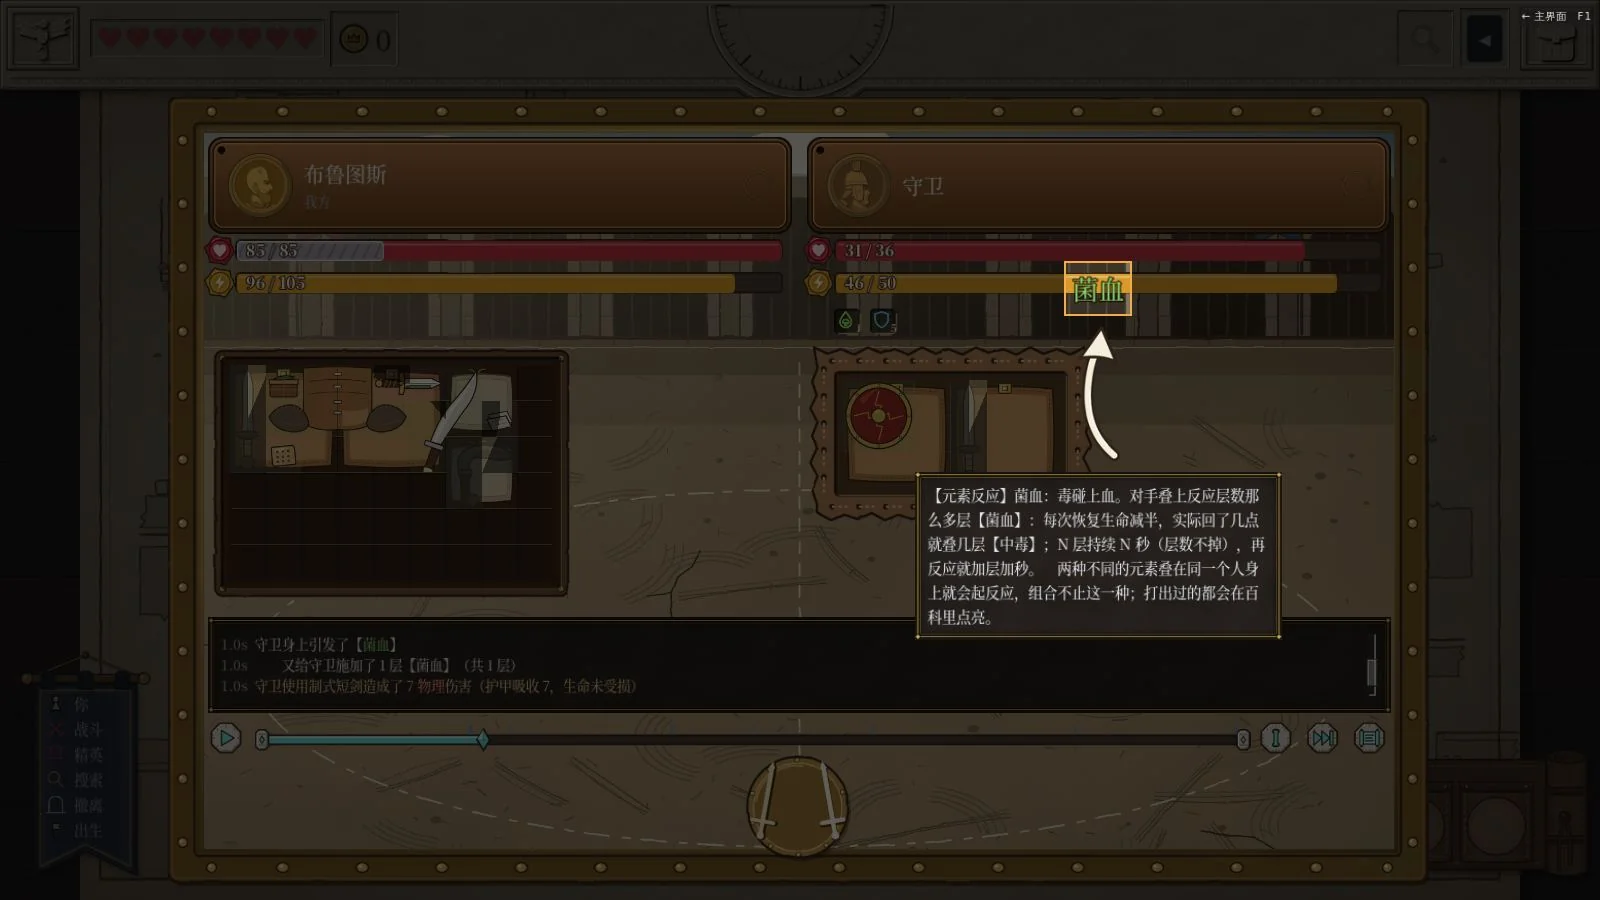 ← 主界面 F1
0
布鲁图斯
我方
守卫
85 / 85
31 / 36
96 / 105
46 / 50
菌血
1
5
【元素反应】菌血：毒碰上血。对手叠上反应层数那
么多层【菌血】：每次恢复生命减半，实际回了几点
就叠几层【中毒】；N 层持续 N 秒（层数不掉），再
反应就加层加秒。 两种不同的元素叠在同一个人身
上就会起反应，组合不止这一种；打出过的都会在百
科里点亮。
1.0s 守卫身上引发了【菌血】
1.0s 又给守卫施加了 1 层【菌血】（共 1 层）
1.0s 守卫使用制式短剑造成了 7 物理伤害（护甲吸收 7，生命未受损）
你
战斗
精英
搜索
撤离
出生